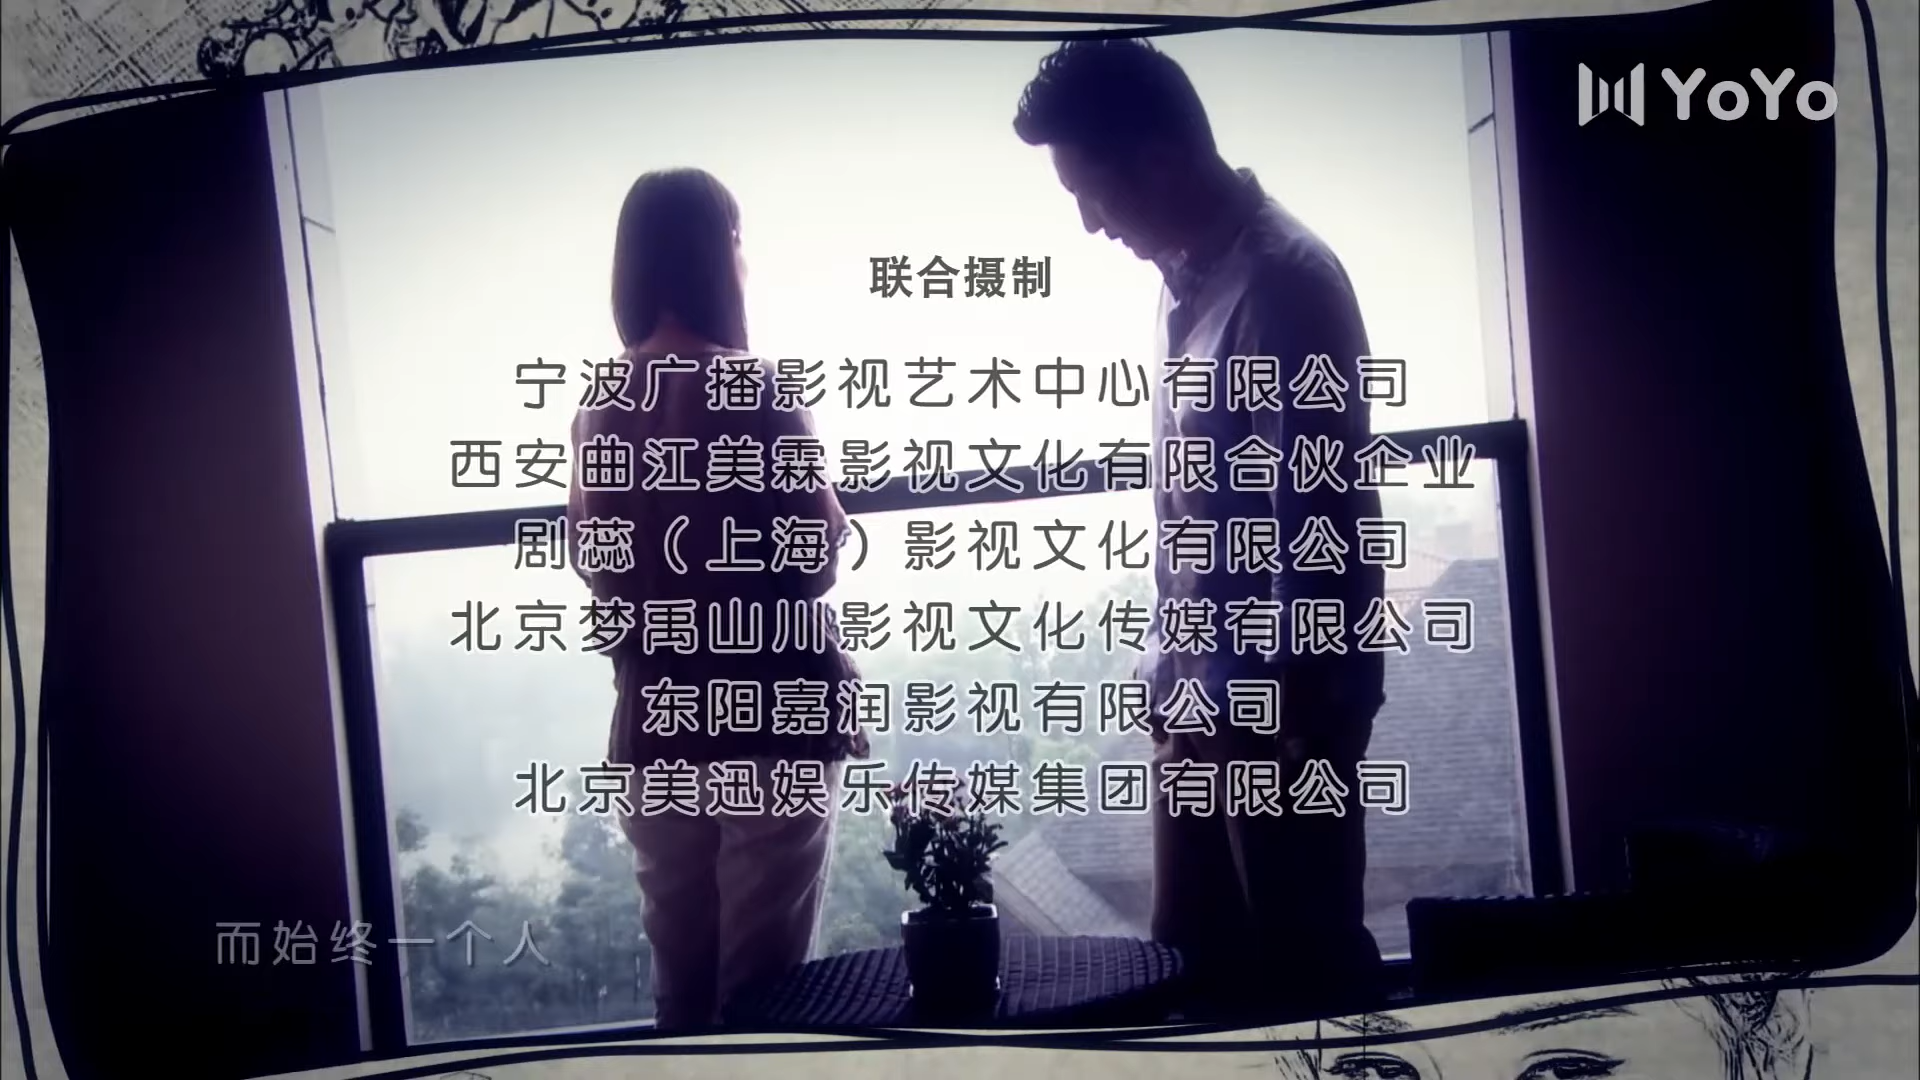 YoYo
联合摄制
宁波广播影视艺术中心有限公司
西安曲江美霖影视文化有限合伙企业
剧蕊（上海）影视文化有限公司
北京梦禹山川影视文化传媒有限公司
东阳嘉润影视有限公司
北京美迅娱乐传媒集团有限公司
而始终一个人